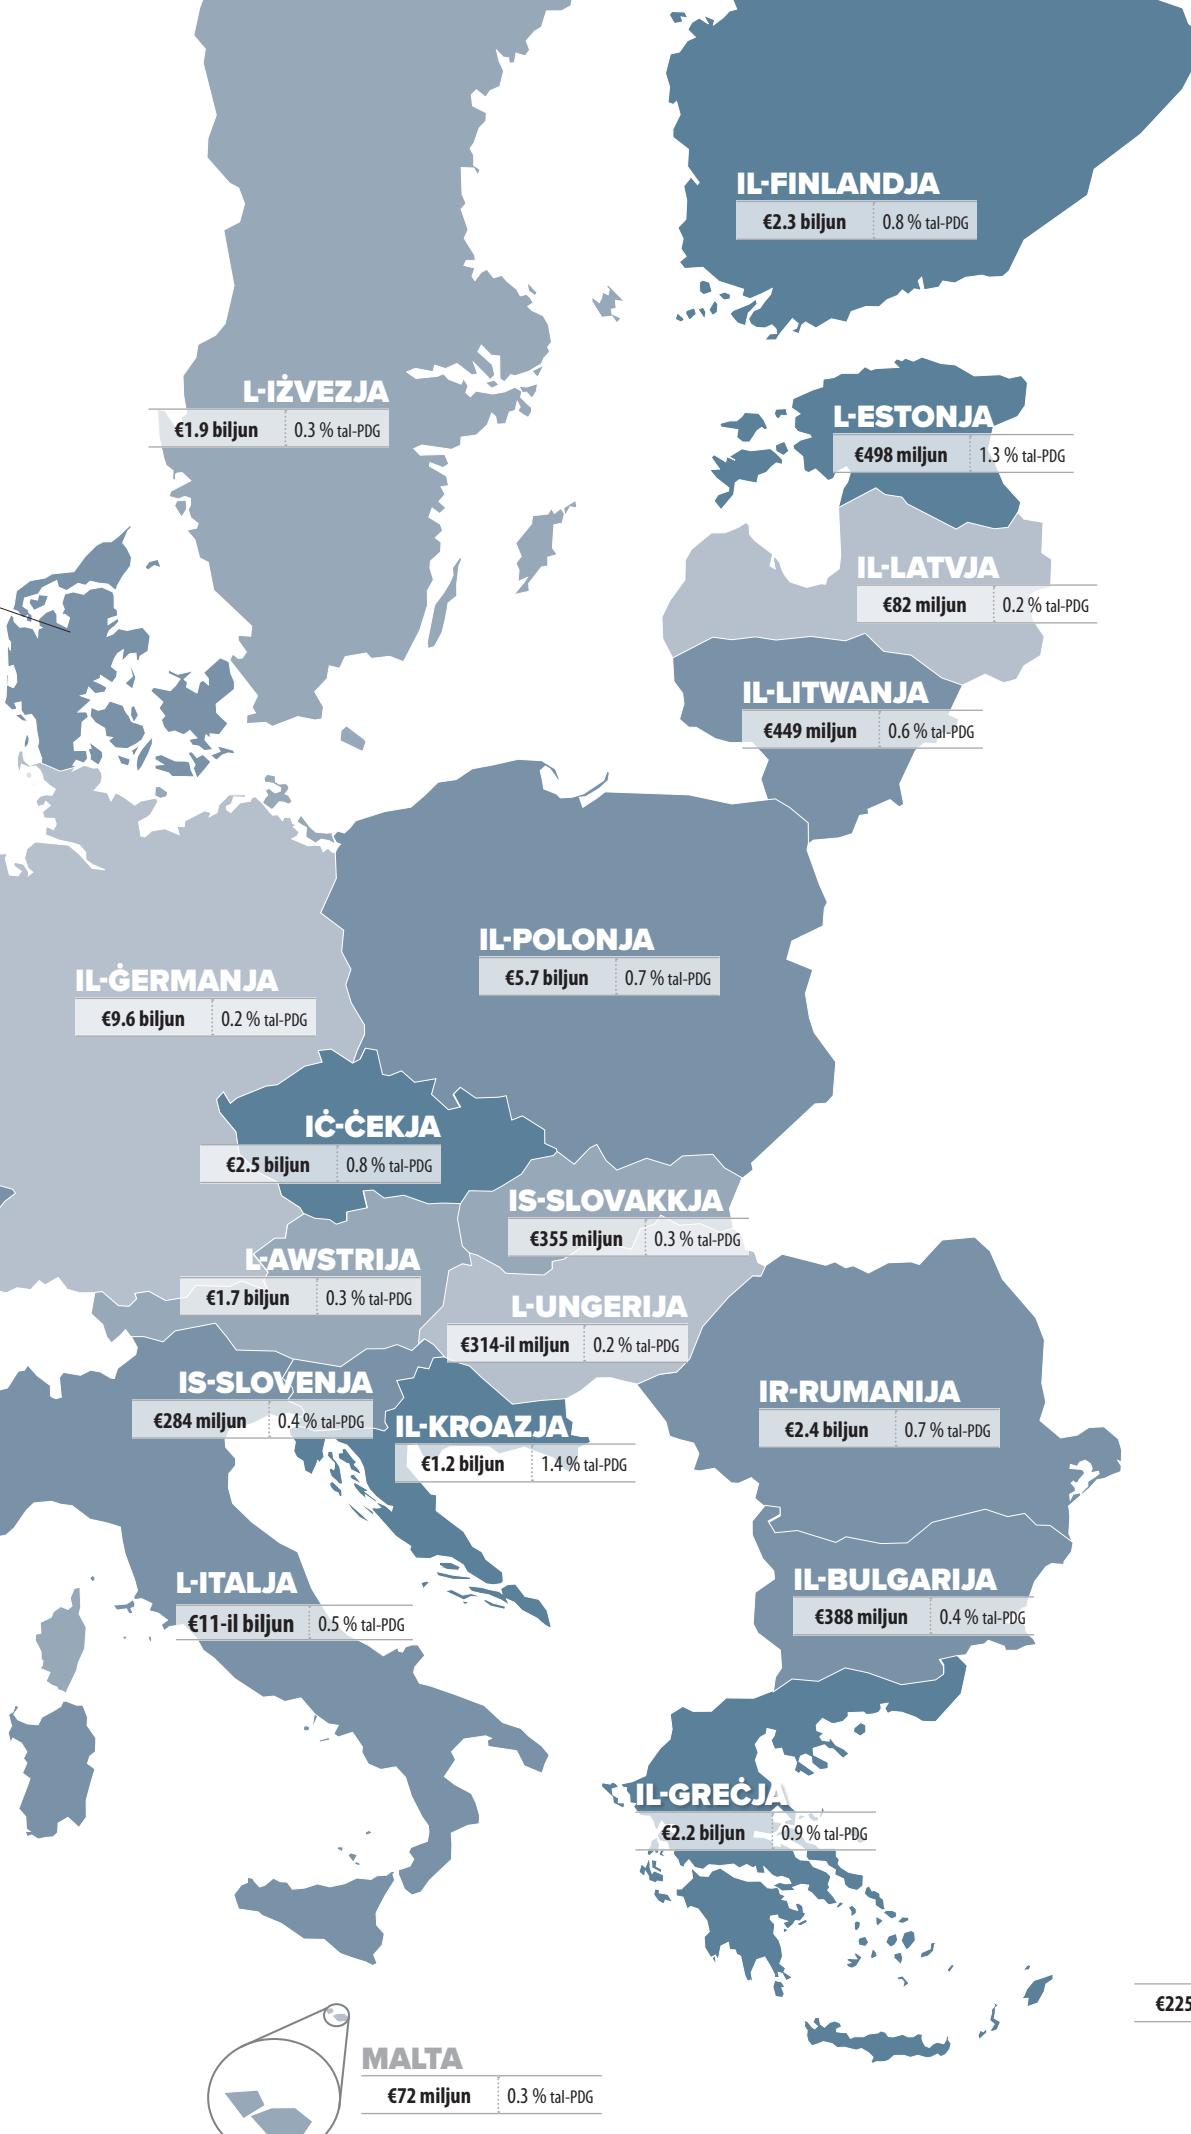 IL-FINLANDJA
€2.3 biljun 0.8 % tal-PDG
L-IŻVEZJA
€1.9 biljun 0.3 % tal-PDG
L-ESTONJA
€498 miljun 1.3 % tal-PDG
IL-LATVJA
€82 miljun 0.2 % tal-PDG
IL-LITWANJA
€449 miljun 0.6 % tal-PDG
IL-POLONJA
€5.7 biljun 0.7 % tal-PDG
IL-ĠERMANJA
€9.6 biljun 0.2 % tal-PDG
IĊ-ĊEKJA
€2.5 biljun 0.8 % tal-PDG
IS-SLOVAKKJA
€355 miljun 0.3 % tal-PDG
L-AWSTRIJA
€1.7 biljun 0.3 % tal-PDG
L-UNGERIJA
€314-il miljun 0.2 % tal-PDG
IS-SLOVENJA
€284 miljun 0.4 % tal-PDG
IR-RUMANIJA
€2.4 biljun 0.7 % tal-PDG
IL-KROAZJA
€1.2 biljun 1.4 % tal-PDG
L-ITALJA
€11-il biljun 0.5 % tal-PDG
IL-BULGARIJA
€388 miljun 0.4 % tal-PDG
IL-GREĊJA
€2.2 biljun 0.9 % tal-PDG
€225
MALTA
€72 miljun 0.3 % tal-PDG